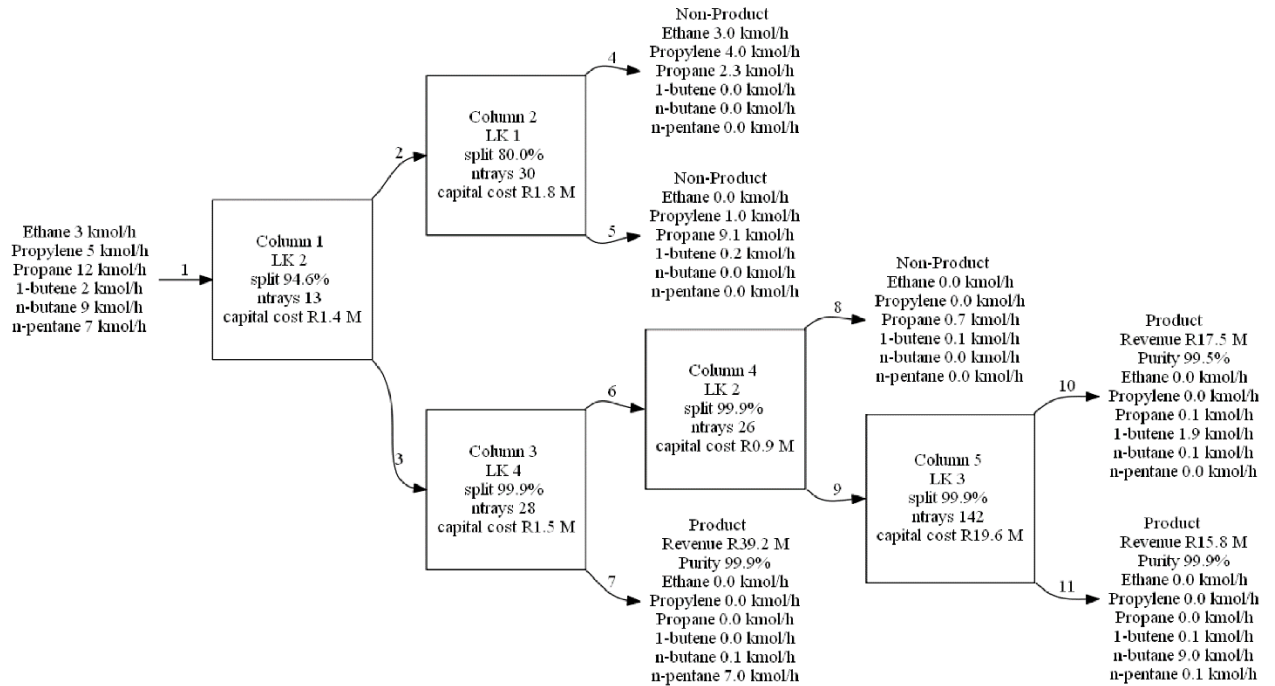 Ethane 3 kmol/h
Propylene 5 kmol/h
Propane 12 kmol/h
1-butene 2 kmol/h
n-butane 9 kmol/h
n-pentane 7 kmol/h
1
Column 1
LK 2
split 94.6%
ntrays 13
capital cost R1.4 M
2
Column 2
LK 1
split 80.0%
ntrays 30
capital cost R1.8 M
4
Non-Product
Ethane 3.0 kmol/h
Propylene 4.0 kmol/h
Propane 2.3 kmol/h
1-butene 0.0 kmol/h
n-butane 0.0 kmol/h
n-pentane 0.0 kmol/h
5
Non-Product
Ethane 0.0 kmol/h
Propylene 1.0 kmol/h
Propane 9.1 kmol/h
1-butene 0.2 kmol/h
n-butane 0.0 kmol/h
n-pentane 0.0 kmol/h
3
Column 3
LK 4
split 99.9%
ntrays 28
capital cost R1.5 M
6
Column 4
LK 2
split 99.9%
ntrays 26
capital cost R0.9 M
7
Product
Revenue R39.2 M
Purity 99.9%
Ethane 0.0 kmol/h
Propylene 0.0 kmol/h
Propane 0.0 kmol/h
1-butene 0.0 kmol/h
n-butane 0.1 kmol/h
n-pentane 7.0 kmol/h
8
Non-Product
Ethane 0.0 kmol/h
Propylene 0.0 kmol/h
Propane 0.7 kmol/h
1-butene 0.1 kmol/h
n-butane 0.0 kmol/h
n-pentane 0.0 kmol/h
9
Column 5
LK 3
split 99.9%
ntrays 142
capital cost R19.6 M
10
Product
Revenue R17.5 M
Purity 99.5%
Ethane 0.0 kmol/h
Propylene 0.0 kmol/h
Propane 0.1 kmol/h
1-butene 1.9 kmol/h
n-butane 0.1 kmol/h
n-pentane 0.0 kmol/h
11
Product
Revenue R15.8 M
Purity 99.9%
Ethane 0.0 kmol/h
Propylene 0.0 kmol/h
Propane 0.0 kmol/h
1-butene 0.1 kmol/h
n-butane 9.0 kmol/h
n-pentane 0.1 kmol/h